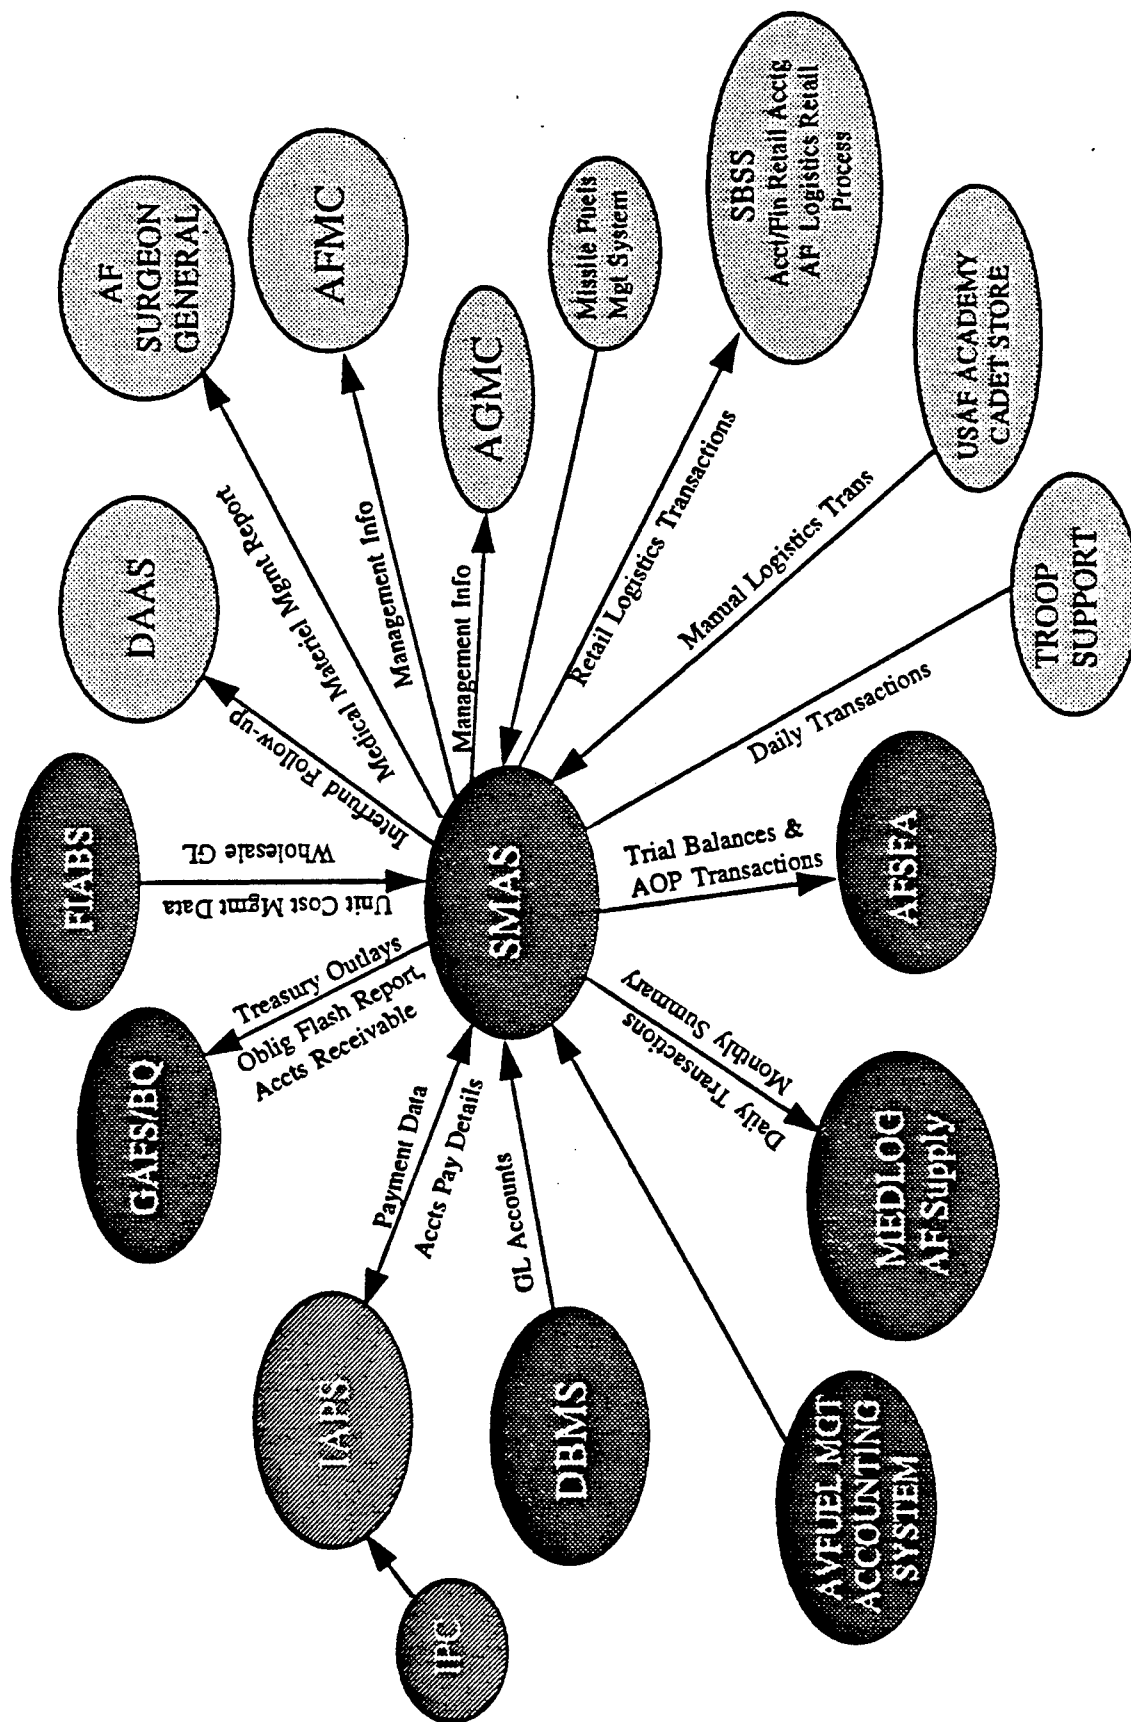 IPC
IAPS
GAFS/BQ
FIABS
DAAS
AF
SURGEON
GENERAL
AFMC
AGMC
Missile Fuels
Mgt System
SBSS
Acct/Fin Retail Acctg
AF Logistics Retail
Process
USAF ACADEMY
CADET STORE
TROOP
SUPPORT
AFSFA
MEDLOG
AF Supply
AVFUEL MGT
ACCOUNTING
SYSTEM
DBMS
SMAS
Payment Data
Accts Pay Details
Treasury Outlays
Oblig Flash Report,
Accts Receivable
Unit Cost Mgmt Data
Wholesale GL
Interfund Follow-up
Medical Materiel Mgmt Report
Management Info
Management Info
Retail Logistics Transactions
Manual Logistics Trans
Daily Transactions
Trial Balances &
AOP Transactions
Monthly Summary
Daily Transactions
GL Accounts